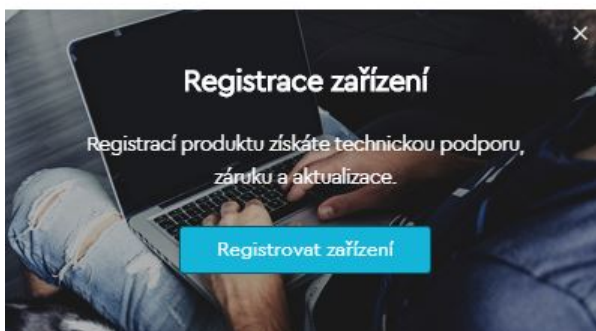 Registrace zařízení
Registrací produktu získáte technickou podporu,
záruku a aktualizace.
Registrovat zařízení